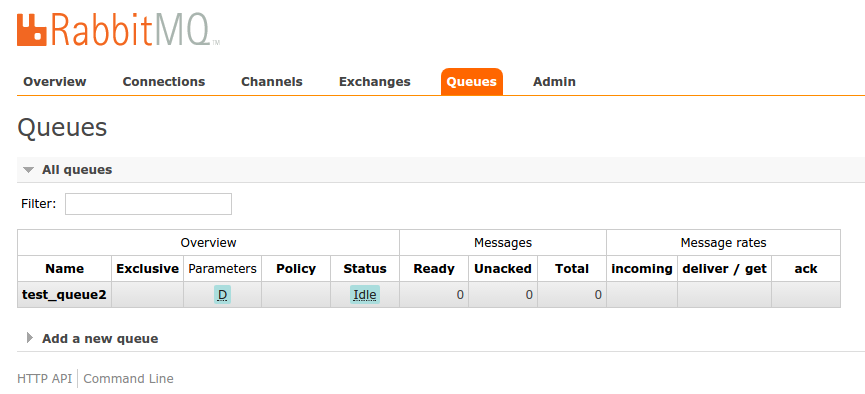 RabbitMQ™
Overview Connections Channels Exchanges Queues Admin
Queues
All queues
Filter:
Overview Messages Message rates
Name Exclusive Parameters Policy Status Ready Unacked Total incoming deliver / get ack
test_queue2 D Idle 0 0 0
Add a new queue
HTTP API Command Line